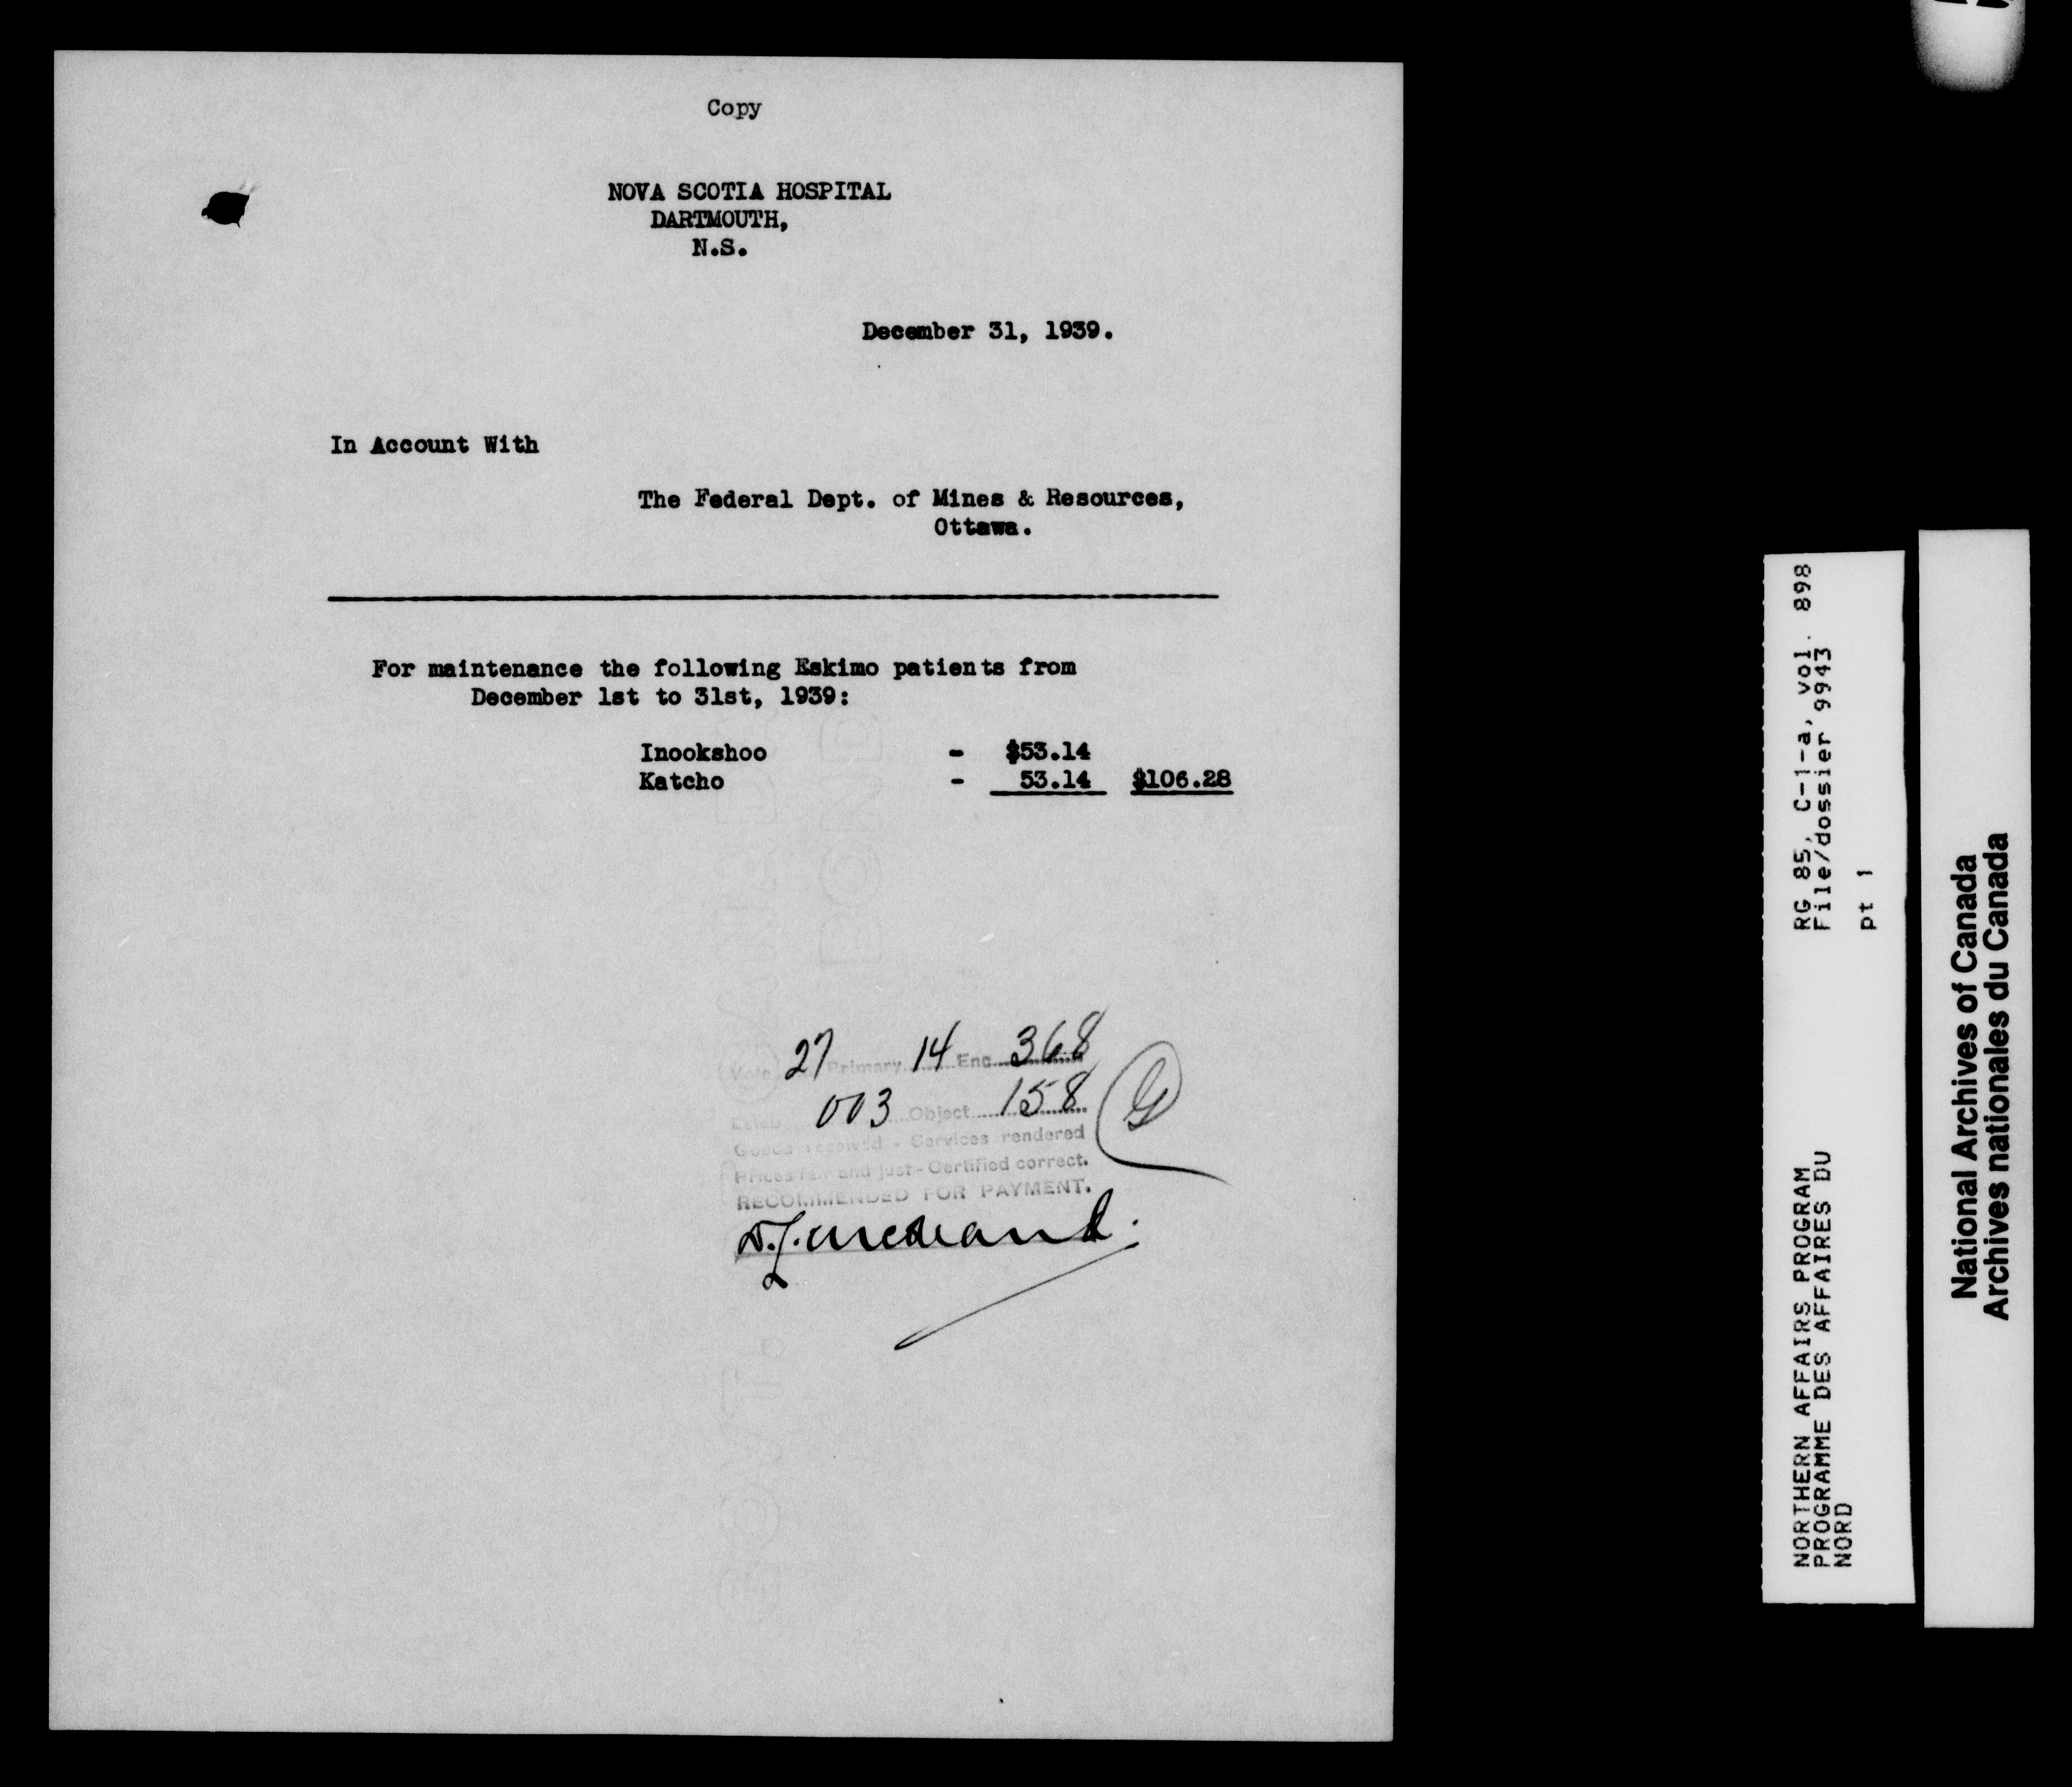 Copy
NOVA SCOTIA HOSPITAL
DARTMOUTH,
N.S.
December 31, 1939.
In Account With
The Federal Dept. of Mines & Resources,
Ottawa.
For maintenance the following Eskimo patients from
December 1st to 31st, 1939:
Inookshoo - $53.14
Katcho - 53.14 $106.28
Vote 27 Primary 14 Enc. 368
Estab 003 Object 158
Goods received - Services rendered
Prices fair and just - Certified correct.
RECOMMENDED FOR PAYMENT.
BOND
RG 85, C-1-a, vol. 898
File/dossier 9943
pt 1
NORTHERN AFFAIRS PROGRAM
PROGRAMME DES AFFAIRES DU
NORD
National Archives of Canada
Archives nationales du Canada